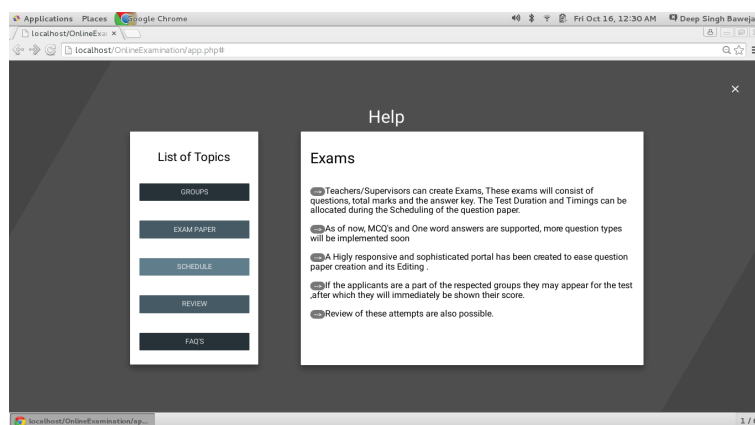 Applications Places Google Chrome Fri Oct 16, 12:30 AM Deep Singh Baweja
localhost/OnlineExa ×
localhost/OnlineExamination/app.php#
×
Help
List of Topics
GROUPS
EXAM PAPER
SCHEDULE
REVIEW
FAQ'S
Exams
Teachers/Supervisors can create Exams, These exams will consist of
questions, total marks and the answer key. The Test Duration and Timings can be
allocated during the Scheduling of the question paper.
As of now, MCQ's and One word answers are supported, more question types
will be implemented soon
A Higly responsive and sophisticated portal has been created to ease question
paper creation and its Editing .
If the applicants are a part of the respected groups they may appear for the test
,after which they will immediately be shown their score.
Review of these attempts are also possible.
localhost/OnlineExamination/ap...